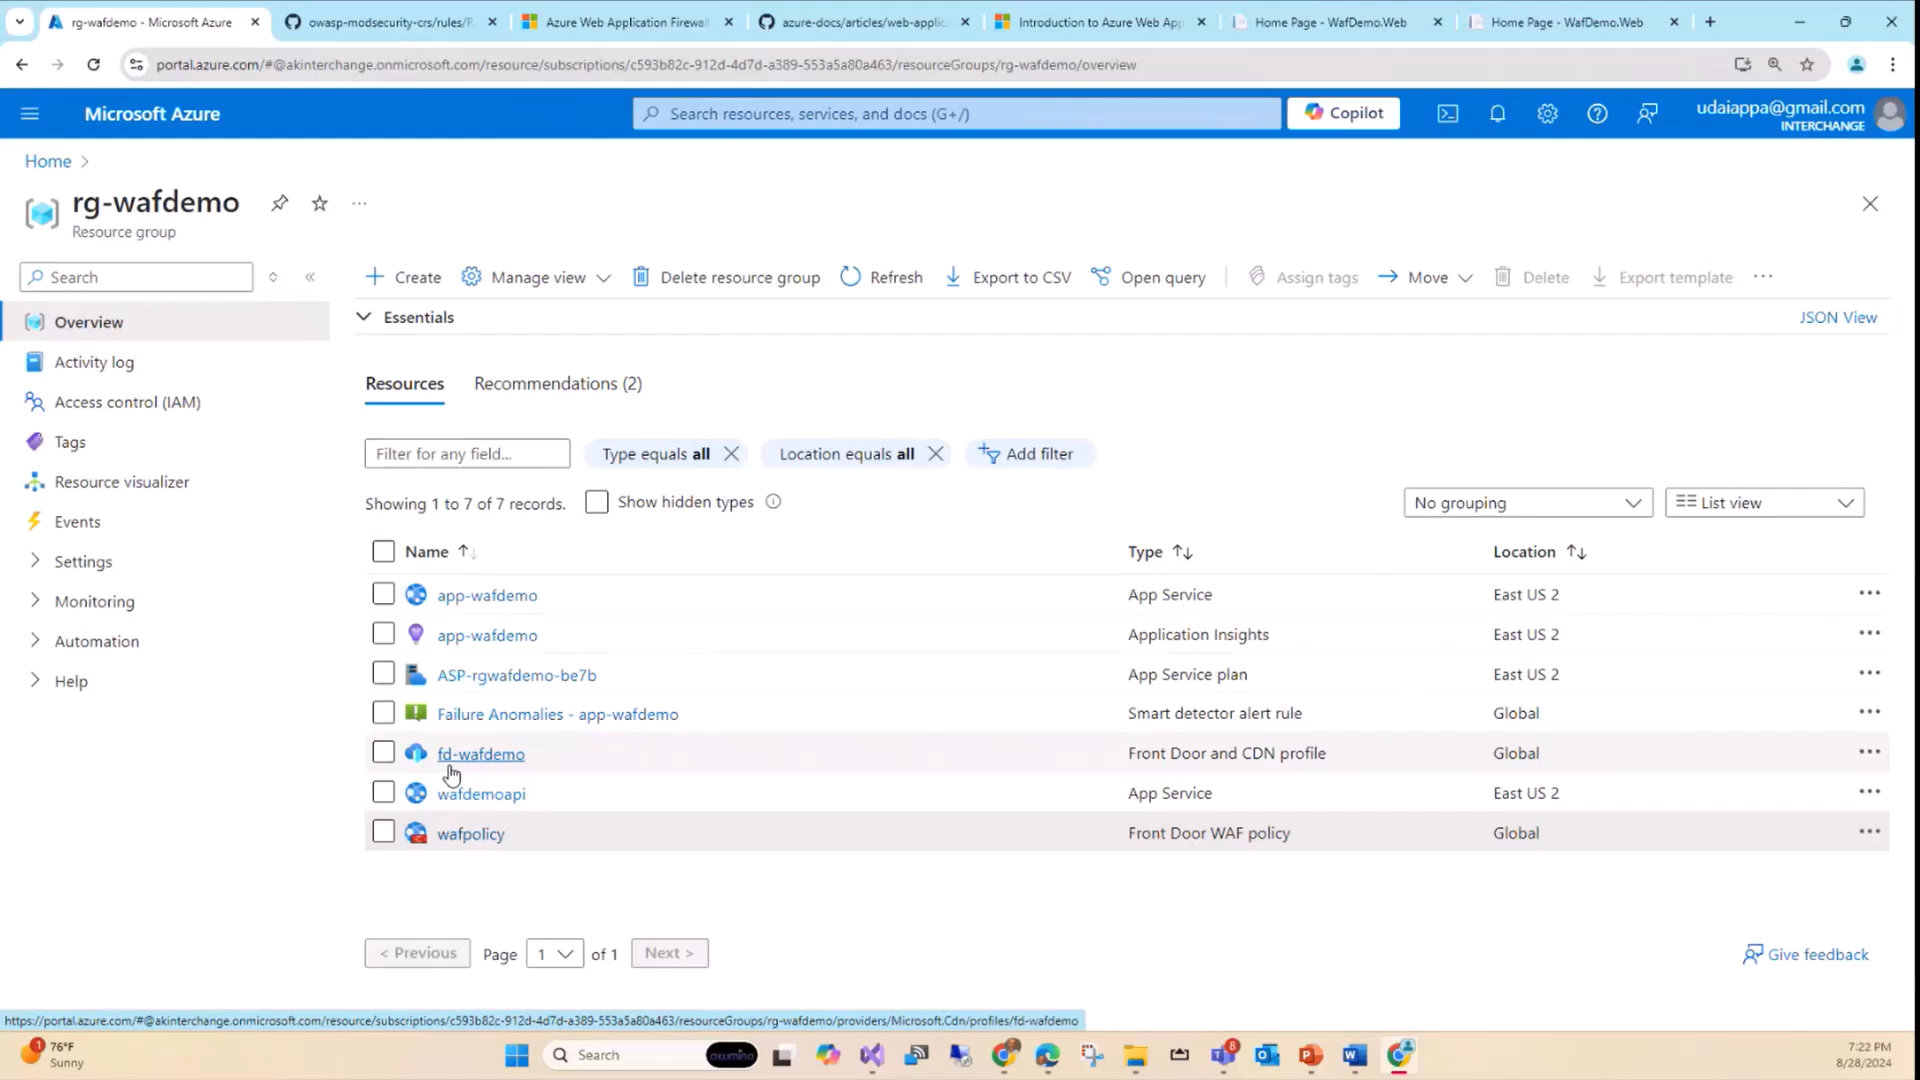 rg-wafdemo - Microsoft Azure
owasp-modsecurity-crs/rules/R
Azure Web Application Firewal
azure-docs/articles/web-applic
Introduction to Azure Web App
Home Page - WafDemo.Web
Home Page - WafDemo.Web
portal.azure.com/#@akinterchange.onmicrosoft.com/resource/subscriptions/c593b82c-912d-4d7d-a389-553a5a80a463/resourceGroups/rg-wafdemo/overview
Microsoft Azure
Search resources, services, and docs (G+/)
Copilot
udaiappa@gmail.com
INTERCHANGE
Home
rg-wafdemo
Resource group
Search
Create
Manage view
Delete resource group
Refresh
Export to CSV
Open query
Assign tags
Move
Delete
Export template
Overview
Activity log
Access control (IAM)
Tags
Resource visualizer
Events
Settings
Monitoring
Automation
Help
Essentials
JSON View
Resources
Recommendations (2)
Filter for any field...
Type equals all
Location equals all
Add filter
Showing 1 to 7 of 7 records.
Show hidden types
No grouping
List view
Name Type Location
app-wafdemo App Service East US 2
app-wafdemo Application Insights East US 2
ASP-rgwafdemo-be7b App Service plan East US 2
Failure Anomalies - app-wafdemo Smart detector alert rule Global
fd-wafdemo Front Door and CDN profile Global
wafdemoapi App Service East US 2
wafpolicy Front Door WAF policy Global
< Previous Page 1 of 1 Next >
Give feedback
https://portal.azure.com/#@akinterchange.onmicrosoft.com/resource/subscriptions/c593b82c-912d-4d7d-a389-553a5a80a463/resourceGroups/rg-wafdemo/providers/Microsoft.Cdn/profiles/fd-wafdemo
1
76°F
Sunny
Search
akumina
8
7:22 PM
8/28/2024